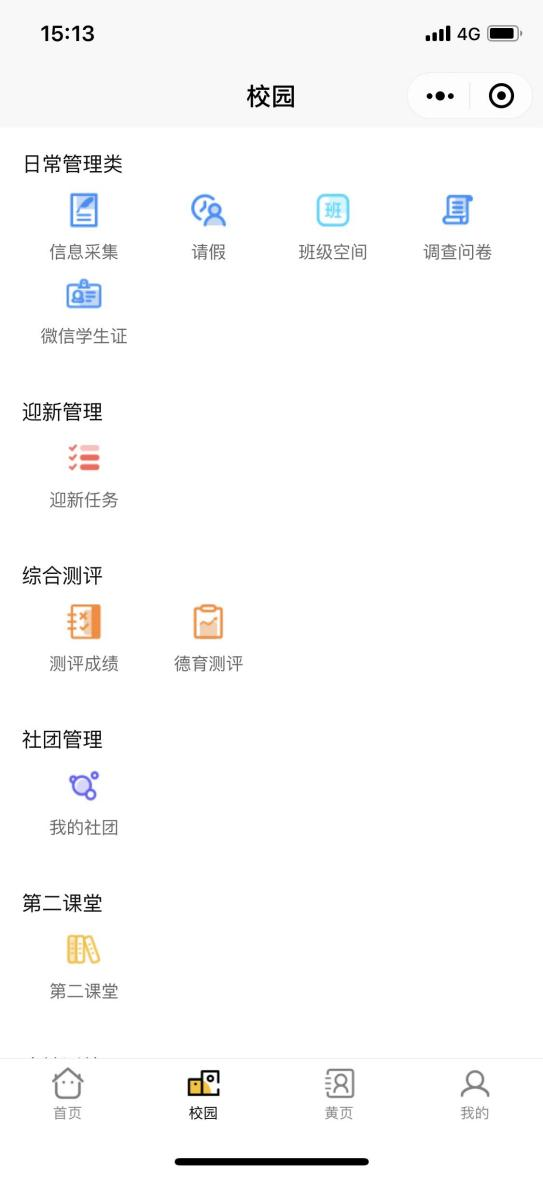 15:13
4G
校园
日常管理类
班
信息采集 请假 班级空间 调查问卷
微信学生证
迎新管理
迎新任务
综合测评
测评成绩 德育测评
社团管理
我的社团
第二课堂
第二课堂
首页 校园 黄页 我的